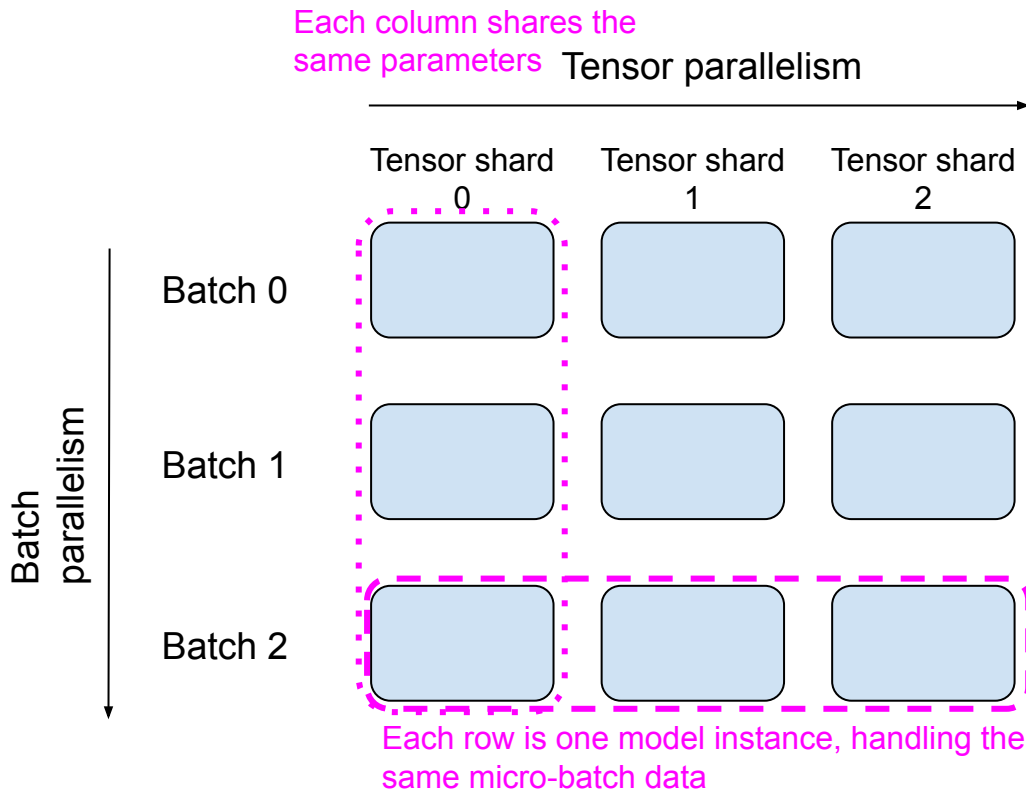 Each column shares the
same parameters
Tensor parallelism
Tensor shard
0
Tensor shard
1
Tensor shard
2
Batch
parallelism
Batch 0
Batch 1
Batch 2
Each row is one model instance, handling the
same micro-batch data